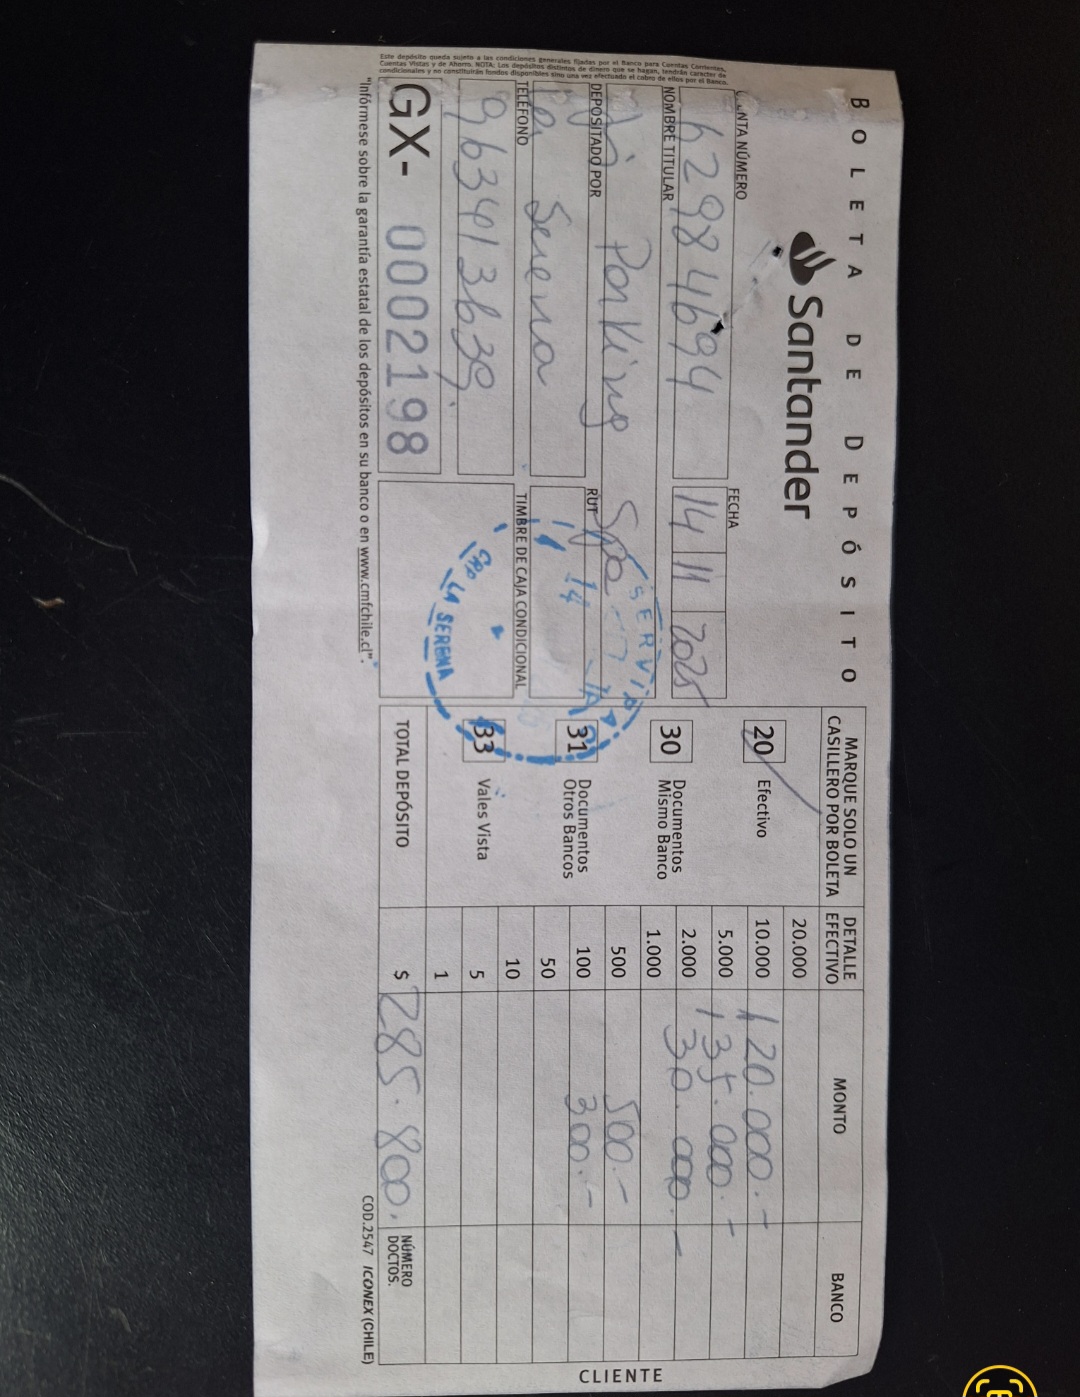 BOLETA DE DEPÓSITO
Santander
NTA NÚMERO
FECHA
62984694
14 11 2025
NOMBRE TITULAR
Parking Spa
DEPOSITADO POR
RUT
La Serena
TELÉFONO
TIMBRE DE CAJA CONDICIONAL
963413639
GX- 0002198
Este depósito queda sujeto a las condiciones generales fijadas por el Banco para Cuentas Corrientes,
Cuentas Vistas y de Ahorro. NOTA: Los depósitos distintos de dinero que se hagan, tendrán carácter de
condicionales y no constituirán fondos disponibles sino una vez efectuado el cobro de ellos por el Banco.
"Infórmese sobre la garantía estatal de los depósitos en su banco o en www.cmfchile.cl".
SERVIPAG
14
LA SERENA
MARQUE SOLO UN
CASILLERO POR BOLETA
20 Efectivo
30 Documentos
Mismo Banco
31 Documentos
Otros Bancos
33 Vales Vista
DETALLE
EFECTIVO
MONTO
BANCO
20.000
10.000 120.000.-
5.000 135.000.-
2.000 30.000.-
1.000
500 500.-
100 300.-
50
10
5
1
TOTAL DEPÓSITO $ 285.800.
NÚMERO
DOCTOS.
COD.2547 ICONEX (CHILE)
CLIENTE